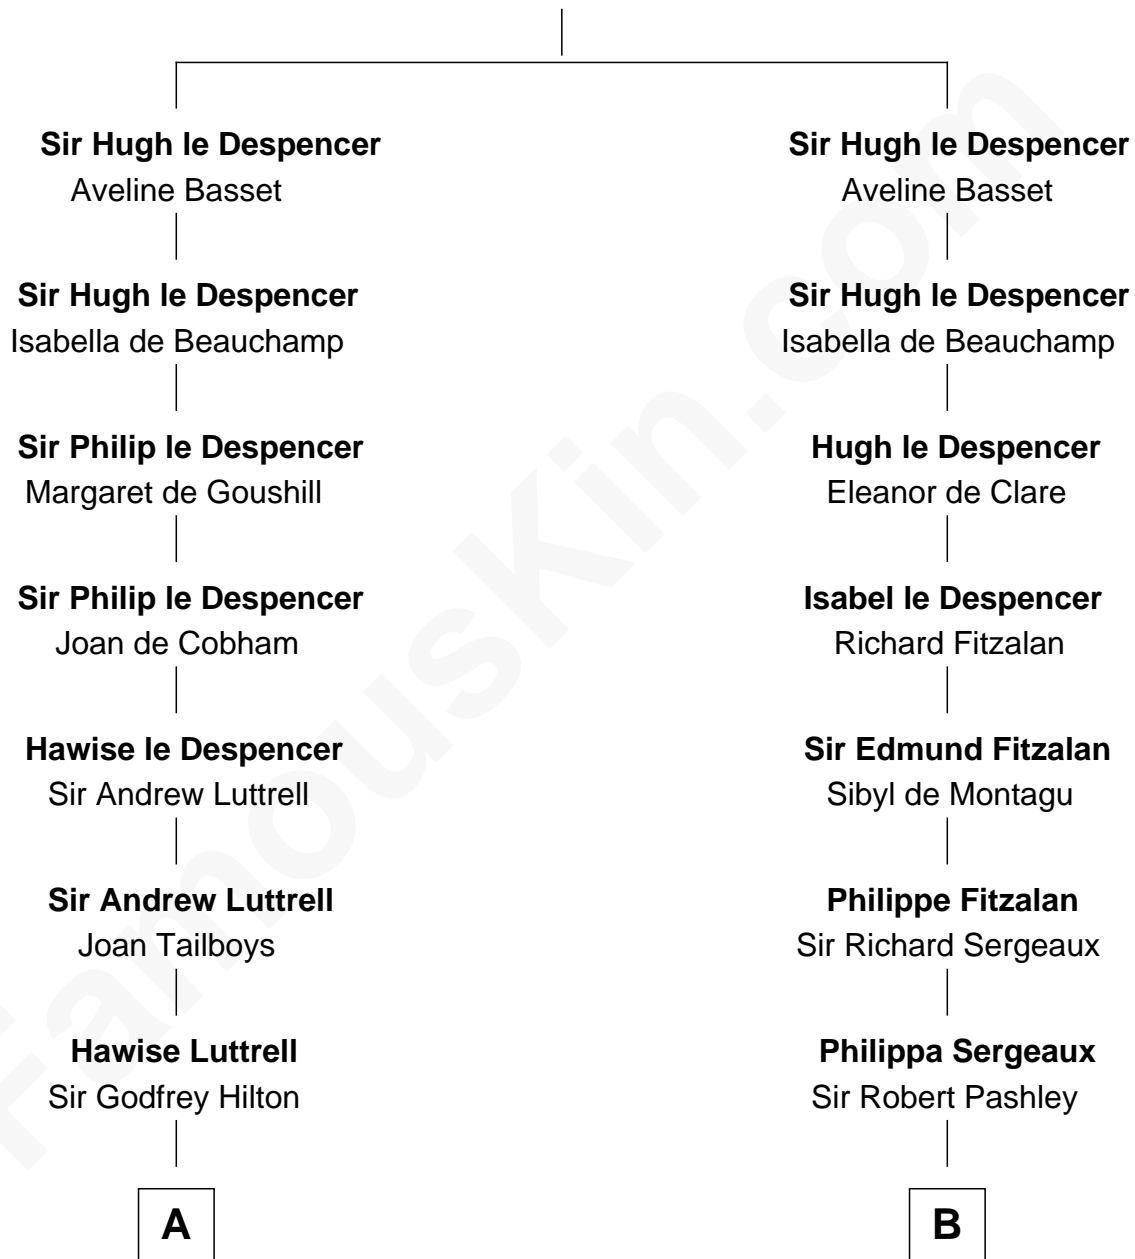 Sir Hugh le Despencer
Aveline Basset
Sir Hugh le Despencer
Isabella de Beauchamp
Sir Philip le Despencer
Margaret de Goushill
Sir Philip le Despencer
Joan de Cobham
Hawise le Despencer
Sir Andrew Luttrell
Sir Andrew Luttrell
Joan Tailboys
Hawise Luttrell
Sir Godfrey Hilton
A
Sir Hugh le Despencer
Aveline Basset
Sir Hugh le Despencer
Isabella de Beauchamp
Hugh le Despencer
Eleanor de Clare
Isabel le Despencer
Richard Fitzalan
Sir Edmund Fitzalan
Sibyl de Montagu
Philippe Fitzalan
Sir Richard Sergeaux
Philippa Sergeaux
Sir Robert Pashley
B
FamousKin.com